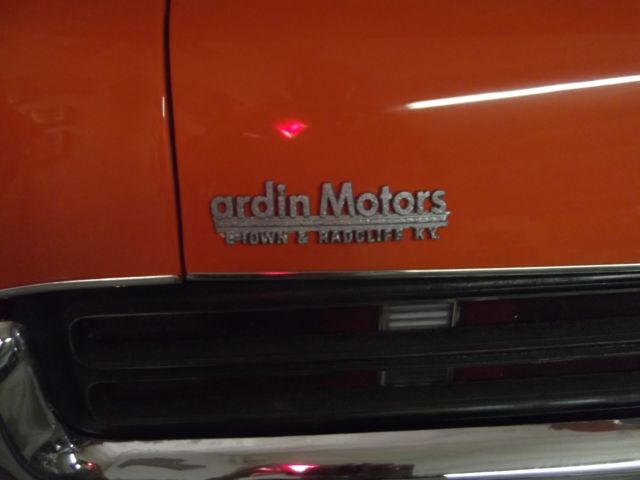 ardin Motors
E-TOWN & RADCLIFF KY.